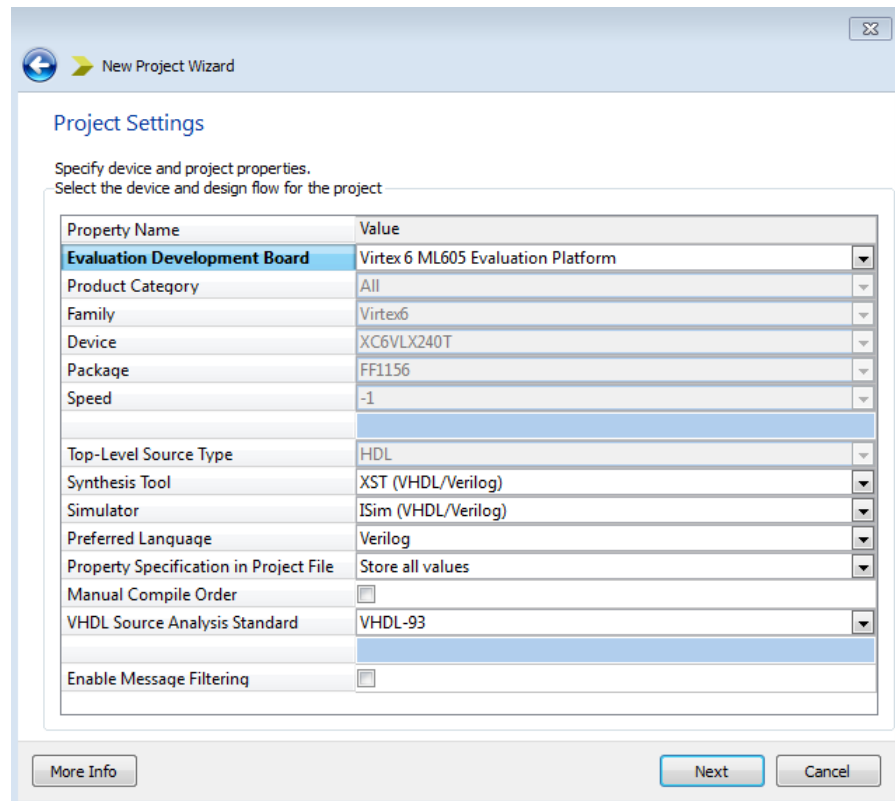 New Project Wizard
Project Settings
Specify device and project properties.
Select the device and design flow for the project
Property Name Value
Evaluation Development Board Virtex 6 ML605 Evaluation Platform
Product Category All
Family Virtex6
Device XC6VLX240T
Package FF1156
Speed -1
Top-Level Source Type HDL
Synthesis Tool XST (VHDL/Verilog)
Simulator ISim (VHDL/Verilog)
Preferred Language Verilog
Property Specification in Project File Store all values
Manual Compile Order
VHDL Source Analysis Standard VHDL-93
Enable Message Filtering
More Info Next Cancel